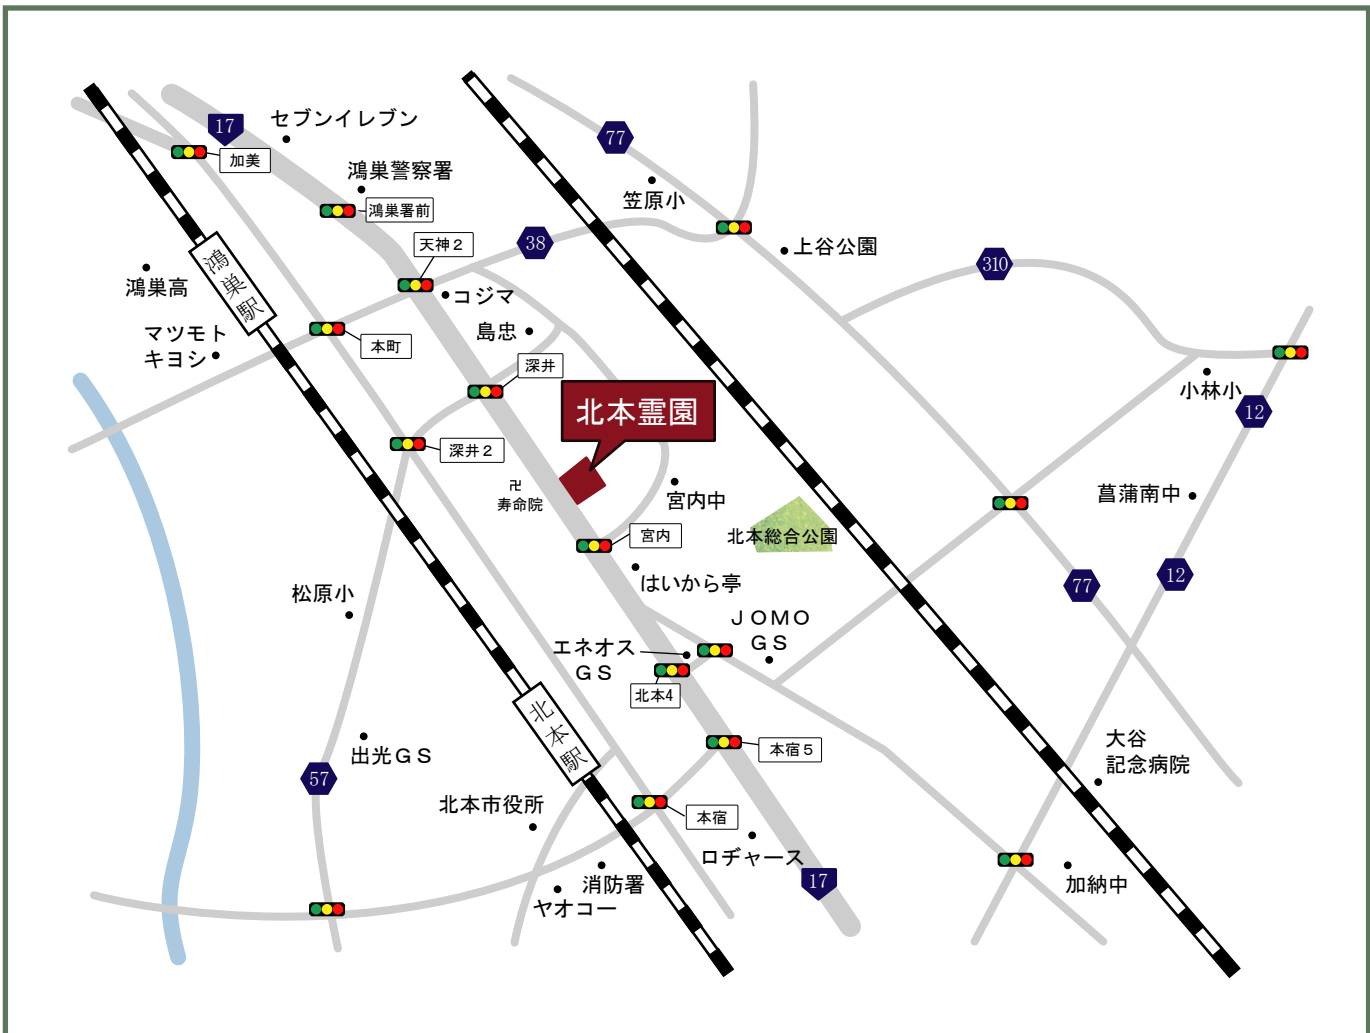 17
セブンイレブン
加美
鴻巣警察署
鴻巣署前
77
笠原小
天神２
38
上谷公園
310
鴻巣高
鴻巣駅
コジマ
マツモト
キヨシ
本町
島忠
深井
小林小
12
北本霊園
深井２
卍
寿命院
宮内中
菖蒲南中
宮内
北本総合公園
はいから亭
12
77
松原小
ＪＯＭＯ
ＧＳ
エネオス
ＧＳ
北本4
北本駅
本宿５
出光ＧＳ
57
大谷
記念病院
北本市役所
本宿
ロヂャース
17
消防署
ヤオコー
加納中